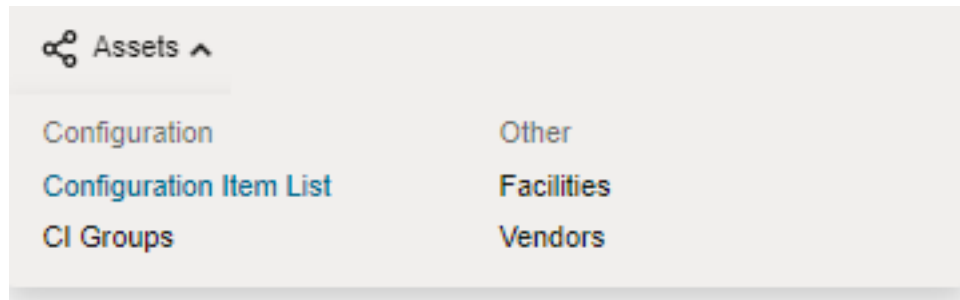 Assets
Configuration
Configuration Item List
CI Groups
Other
Facilities
Vendors